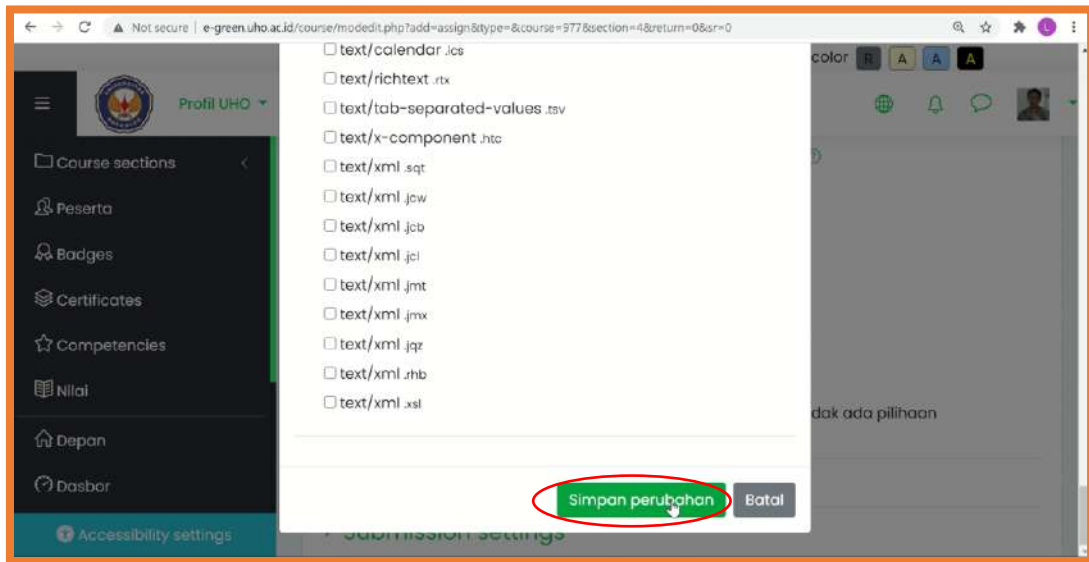 Not secure | e-green.uho.ac.id/course/modedit.php?add=assign&type=&course=977&section=4&return=0&sr=0
L
text/calendar .ics
color R A A A
text/richtext .rtx
Profil UHO
text/tab-separated-values .tsv
text/x-component .htc
Course sections
text/xml .sqt
text/xml .jcw
Peserta
text/xml .jcb
Badges
text/xml .jcl
text/xml .jmt
Certificates
text/xml .jmx
Competencies
text/xml .jqz
text/xml .rhb
Nilai
text/xml .xsl
dak ada pilihaan
Depan
Dasbor
Simpan perubahan
Batal
Accessibility settings
Submission settings